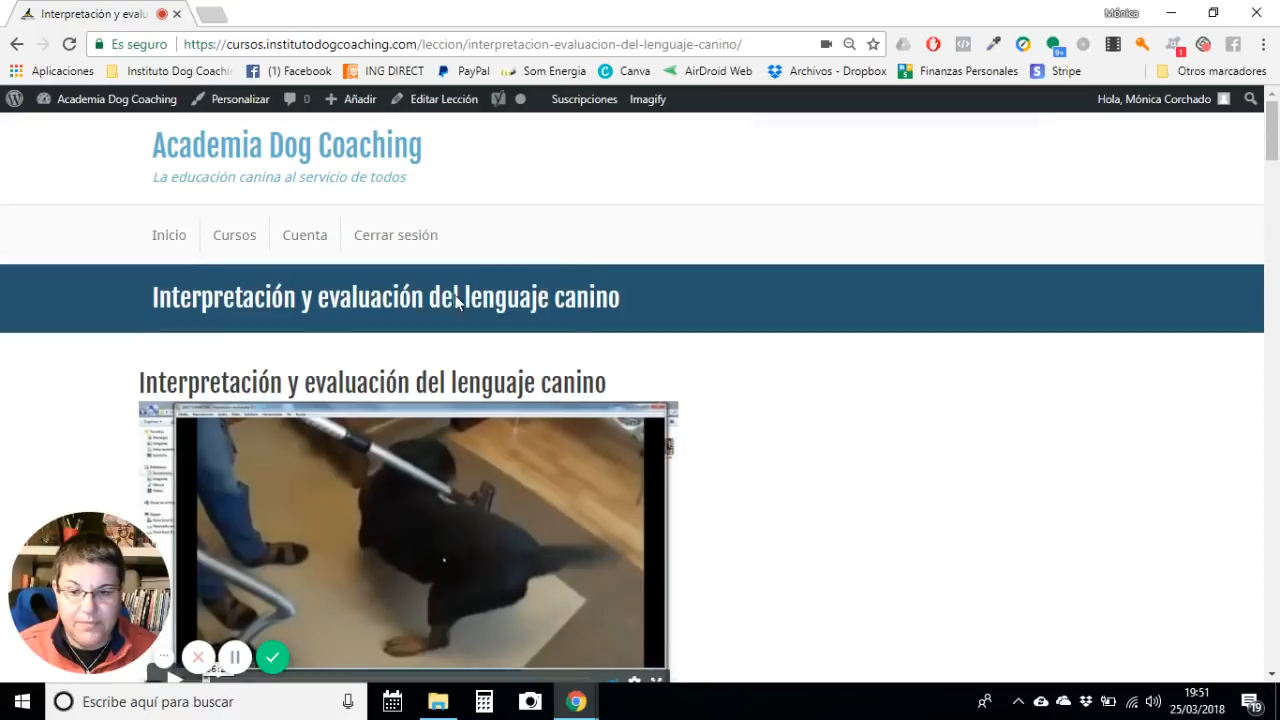 Interpretación y evalu
Mónica
Es seguro
https://cursos.institutodogcoaching.com/leccion/interpretacion-evaluacion-del-lenguaje-canino/
9+
1
Aplicaciones
Instituto Dog Coachi
(1) Facebook
ING DIRECT
PayPal
Som Energia
Canva
AirDroid Web
Archivos - Dropbox
Finanzas Personales
Stripe
Otros marcadores
Academia Dog Coaching
Personalizar
0
Añadir
Editar Lección
Suscripciones
Imagify
Hola, Mónica Corchado
Academia Dog Coaching
La educación canina al servicio de todos
Inicio
Cursos
Cuenta
Cerrar sesión
Interpretación y evaluación del lenguaje canino
Interpretación y evaluación del lenguaje canino
Escribe aquí para buscar
19:51
25/03/2018
19